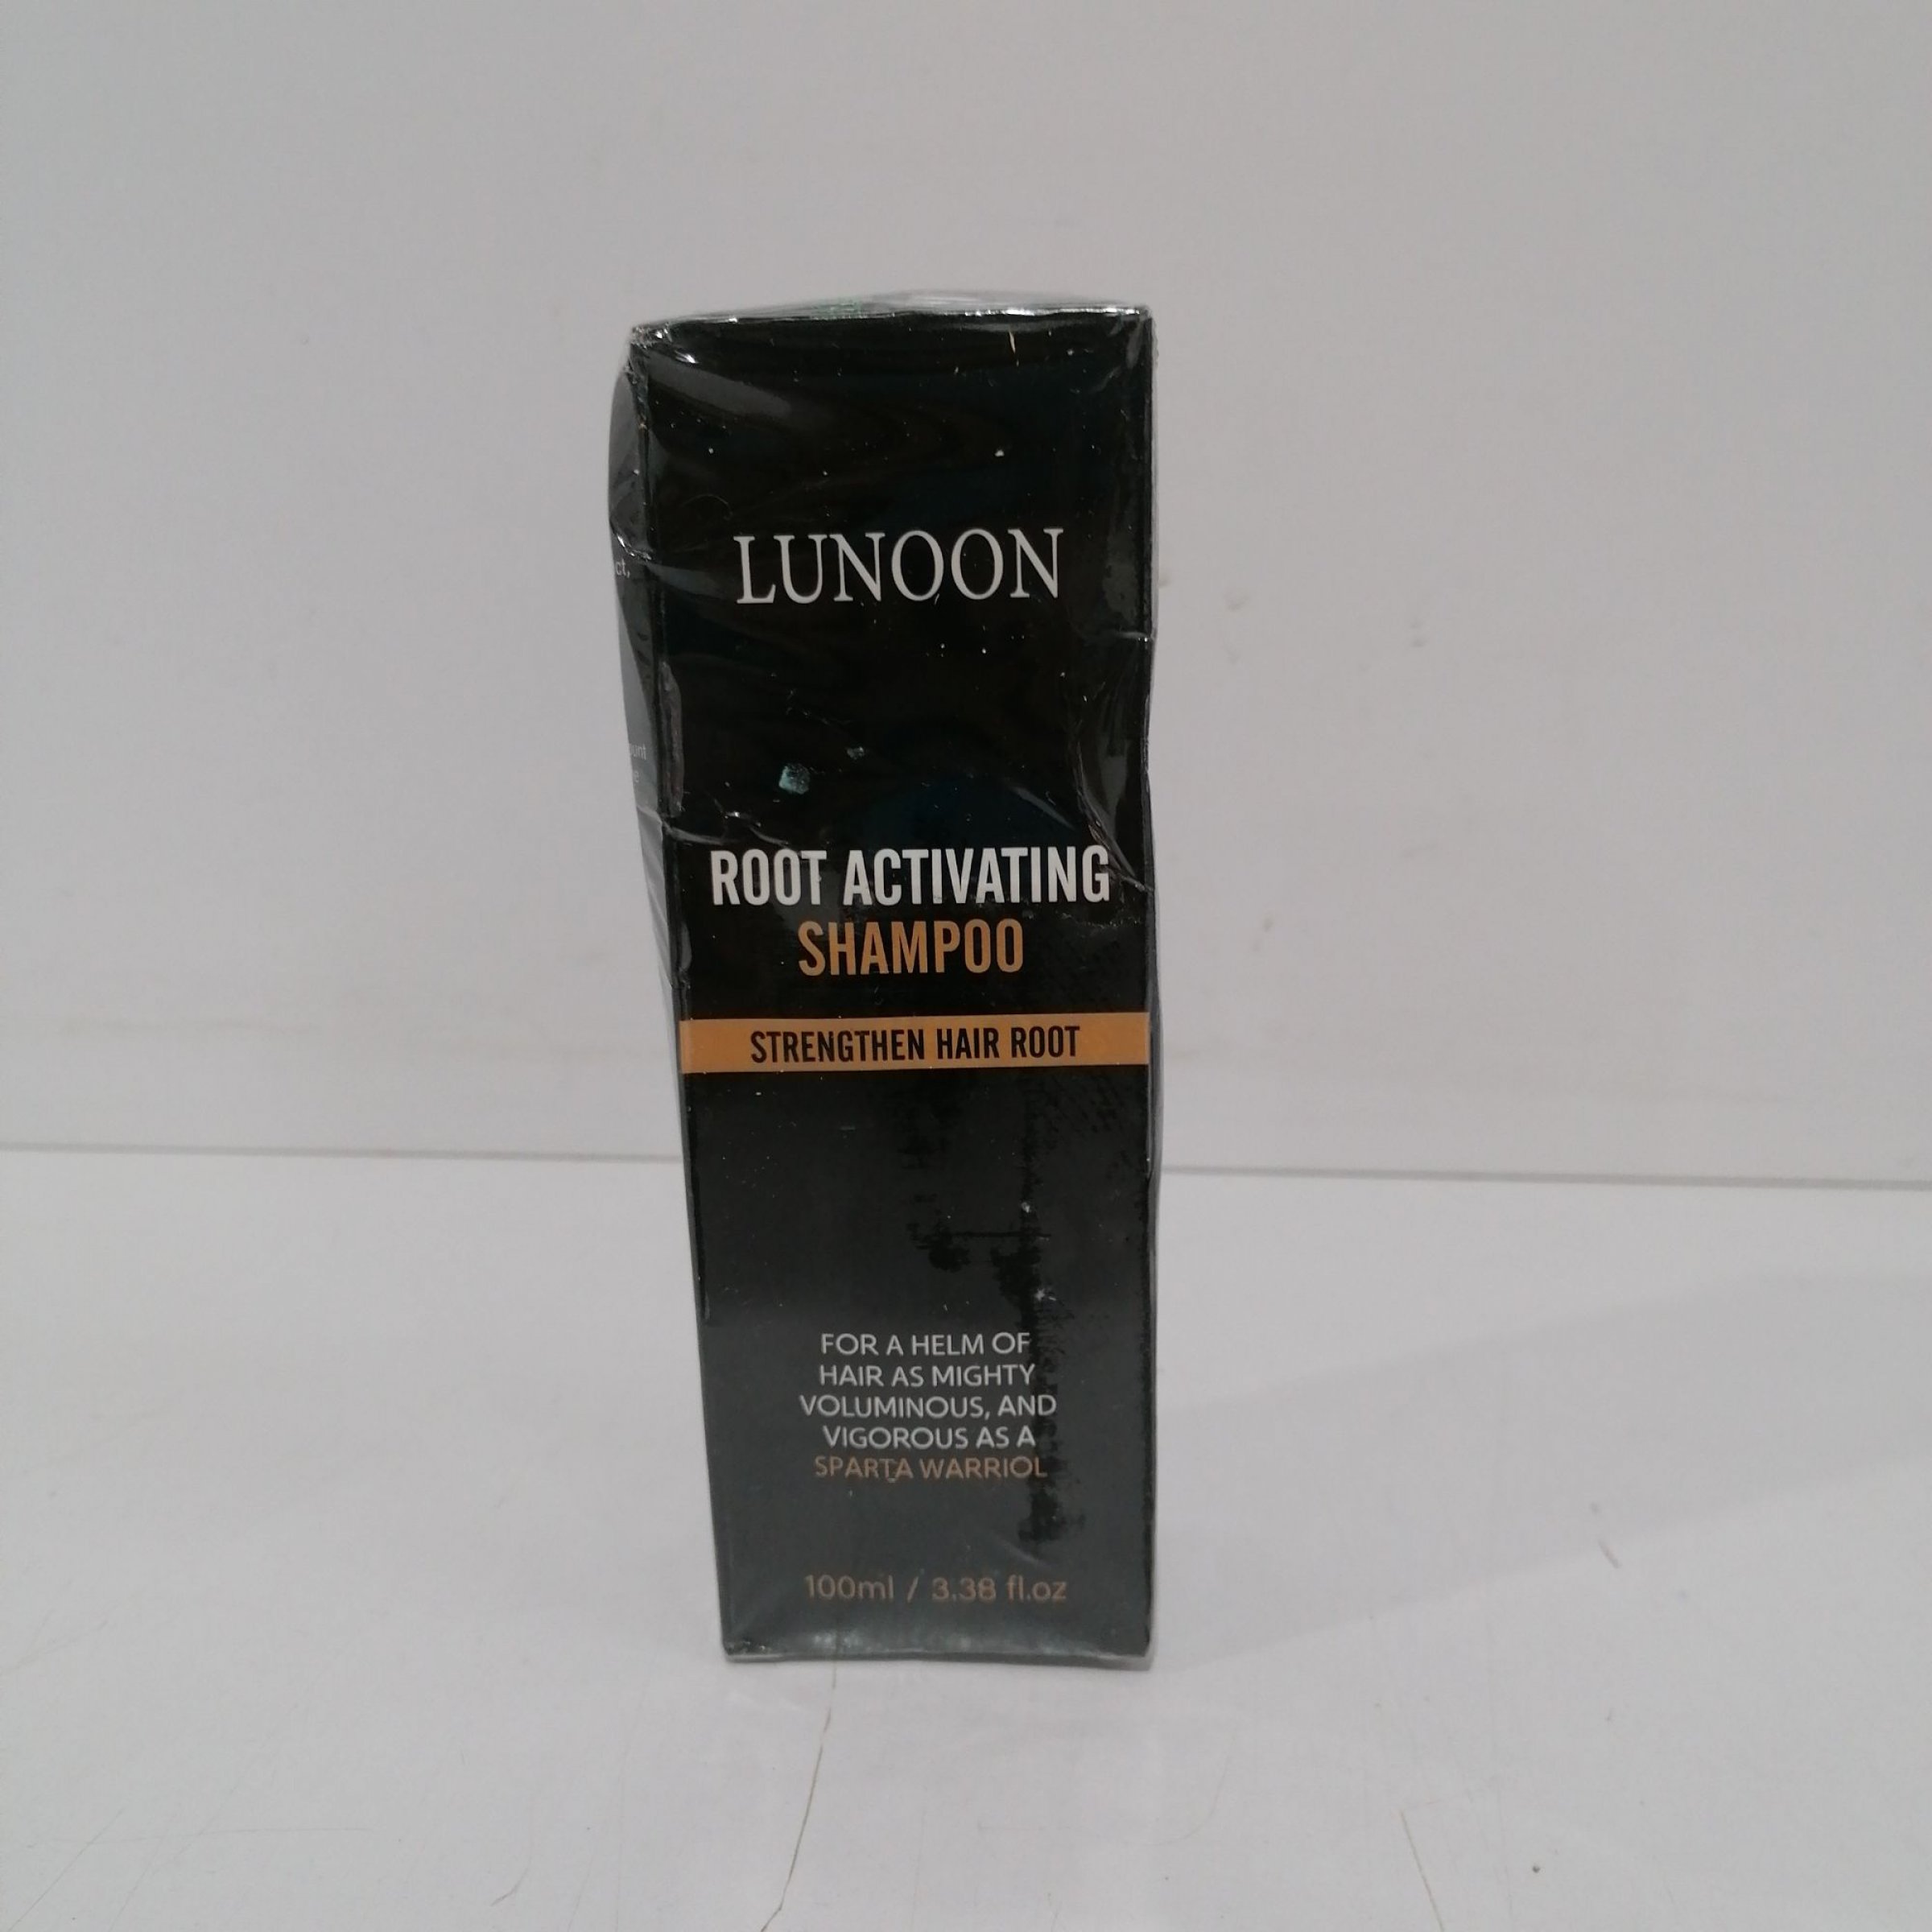 LUNOON
ROOT ACTIVATING
SHAMPOO
STRENGTHEN HAIR ROOT
FOR A HELM OF
HAIR AS MIGHTY
VOLUMINOUS, AND
VIGOROUS AS A
SPARTA WARRIOL
100ml / 3.38 fl.oz